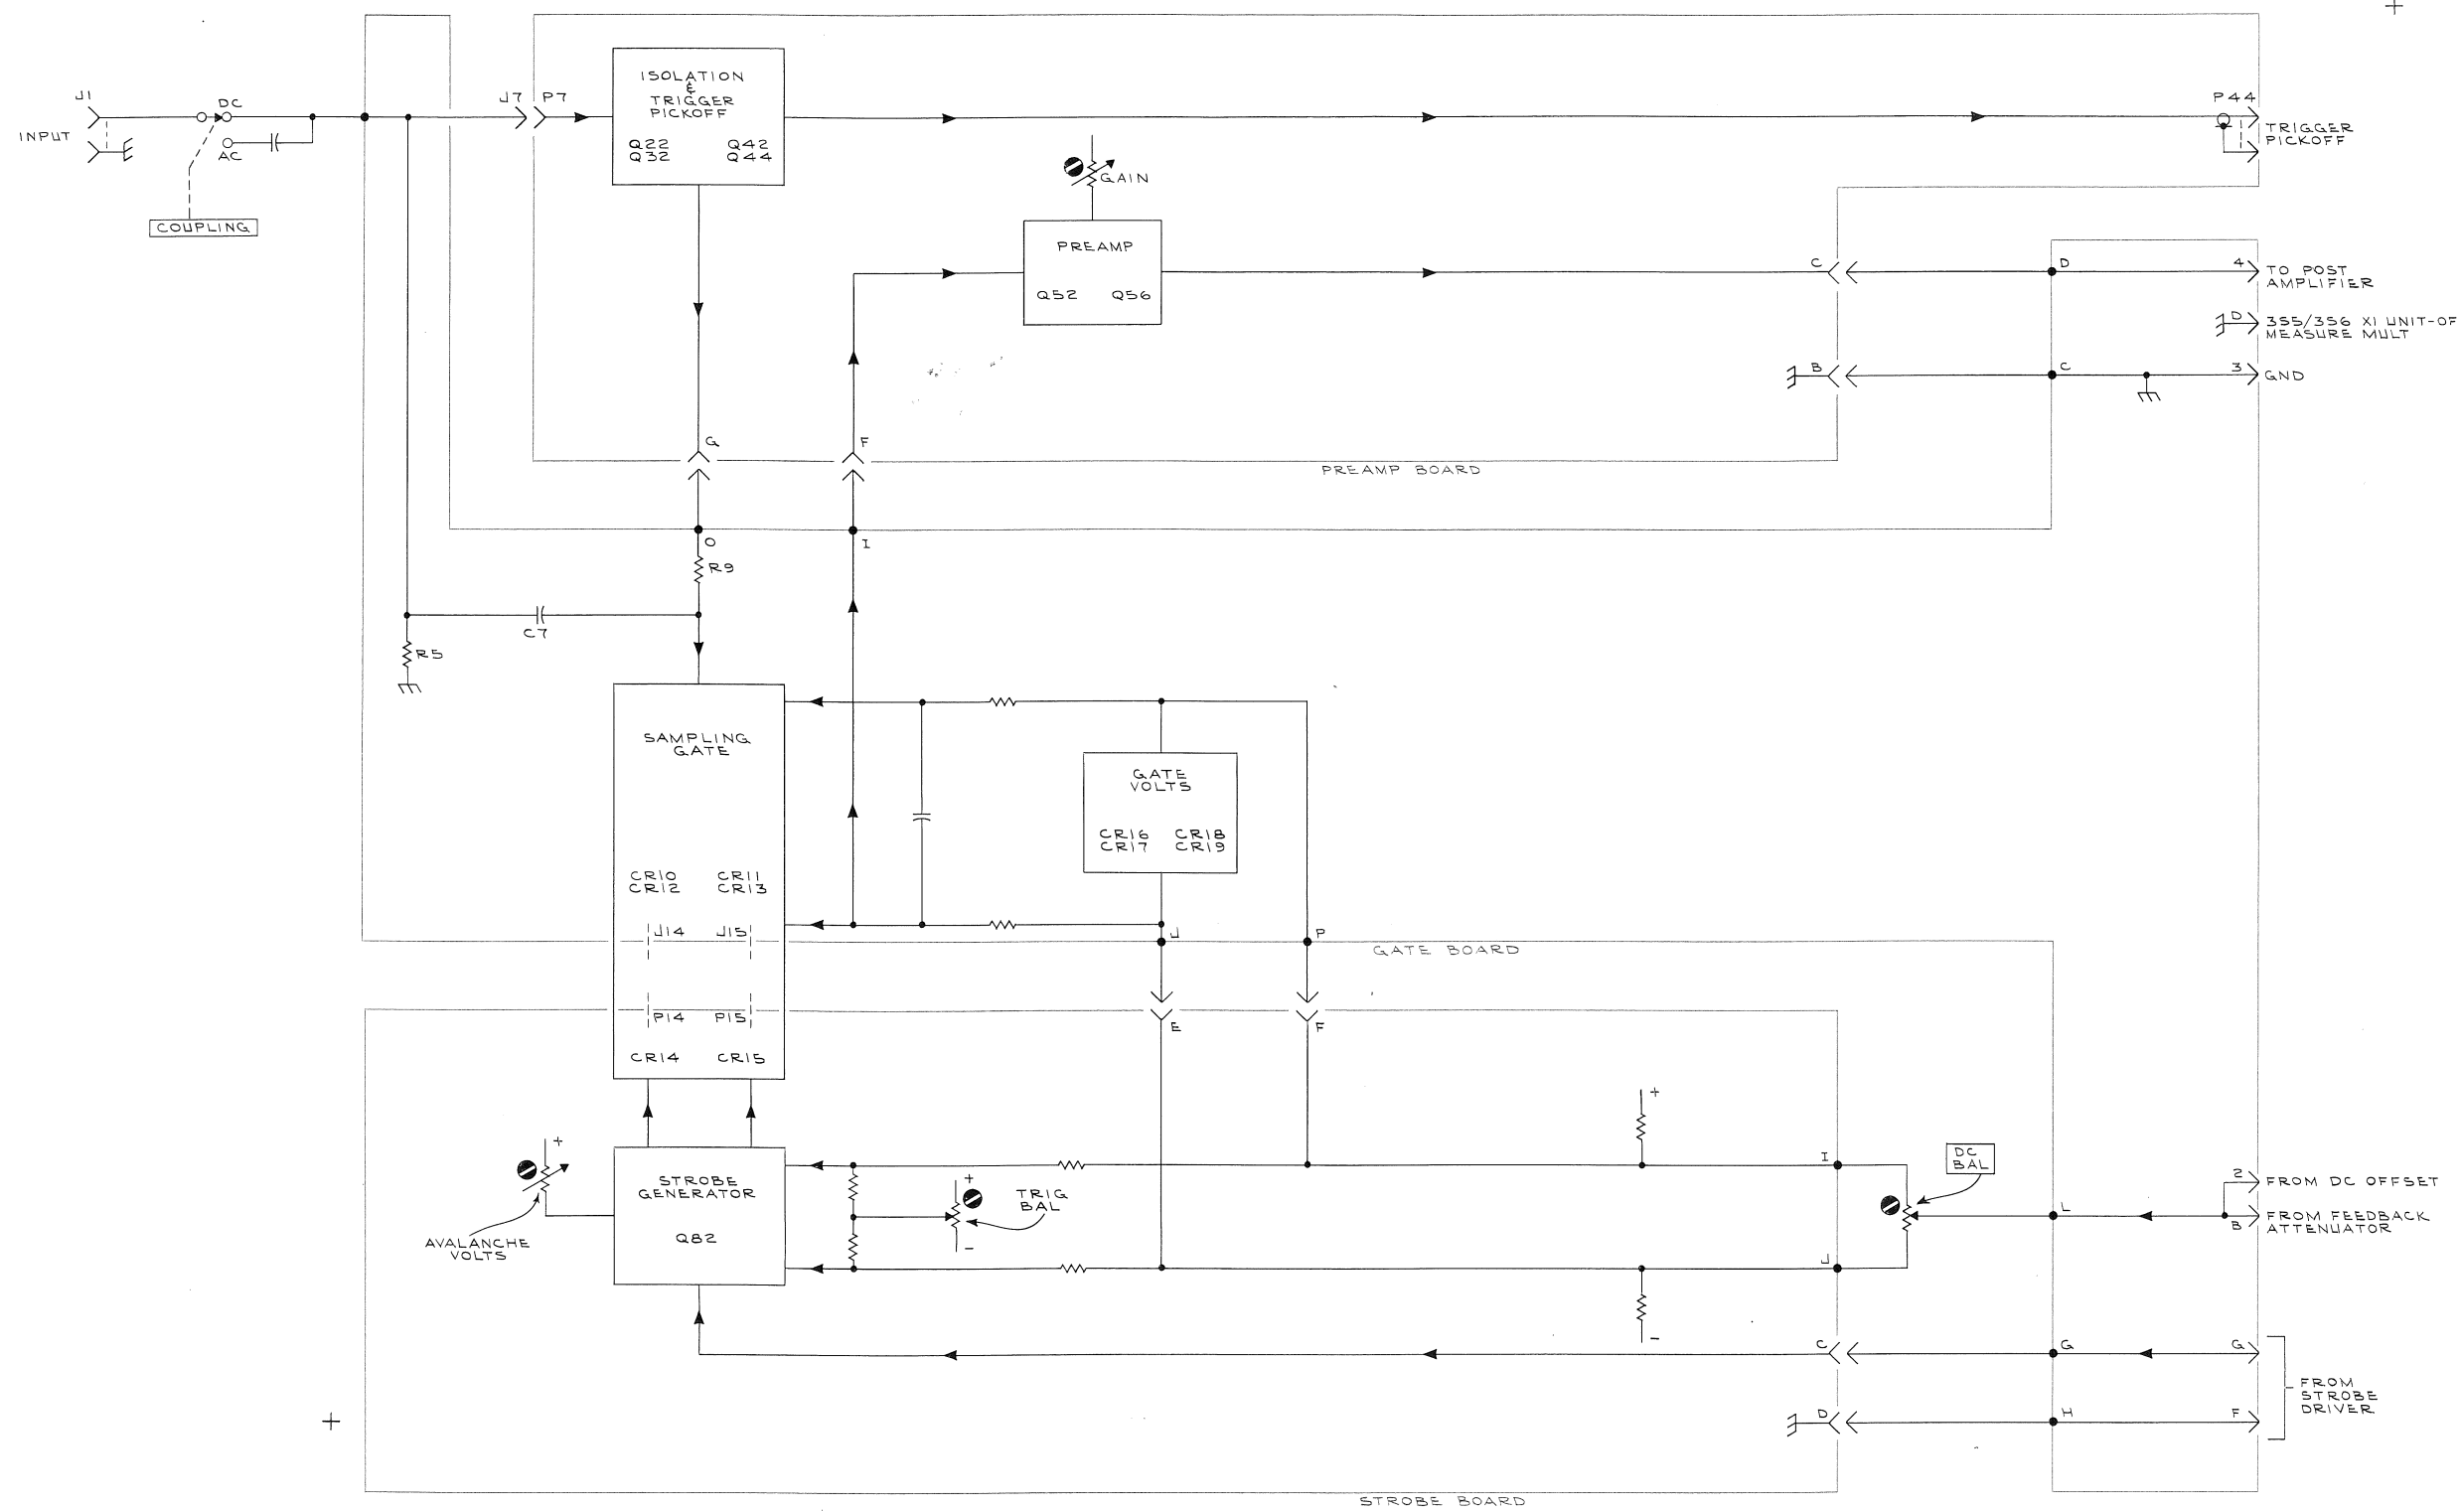 J1
INPUT
DC
AC
COUPLING
J7 P7
ISOLATION
&
TRIGGER
PICKOFF
Q22 Q42
Q32 Q44
P44
TRIGGER
PICKOFF
GAIN
PREAMP
Q52 Q56
C
D
4
TO POST
AMPLIFIER
D
355/356 X1 UNIT-OF
MEASURE MULT
B
C
3
GND
G
F
PREAMP BOARD
O
I
R9
C7
R5
SAMPLING
GATE
GATE
VOLTS
CR16 CR18
CR17 CR19
CR10 CR11
CR12 CR13
J14 J15
J
P
GATE BOARD
P14 P15
E
F
CR14 CR15
+
+
I
DC
BAL
STROBE
GENERATOR
Q82
+
TRIG
BAL
-
AVALANCHE
VOLTS
2
FROM DC OFFSET
L
B
FROM FEEDBACK
ATTENUATOR
J
-
C
G
G
FROM
STROBE
DRIVER
D
H
F
STROBE BOARD